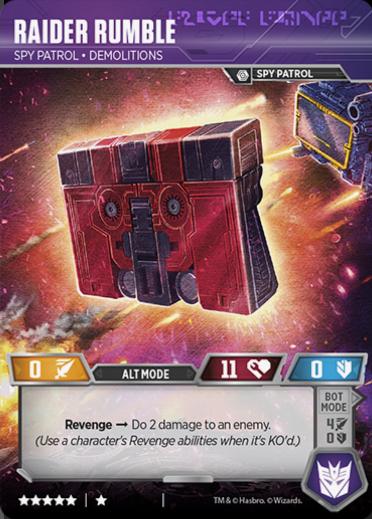 RAIDER RUMBLE
SPY PATROL • DEMOLITIONS
SPY PATROL
0
ALT MODE
11
0
Revenge → Do 2 damage to an enemy.
(Use a character's Revenge abilities when it's KO'd.)
BOT
MODE
4
0
★★★★★ | ★
TM & © Hasbro. © Wizards.